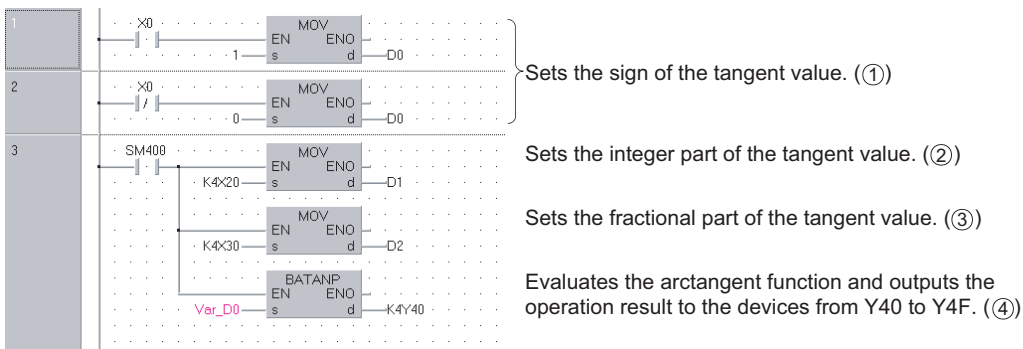 1
X0
MOV
EN ENO
1 s d D0
Sets the sign of the tangent value. (①)
2
X0
MOV
EN ENO
0 s d D0
3
SM400
MOV
EN ENO
K4X20 s d D1
Sets the integer part of the tangent value. (②)
MOV
EN ENO
K4X30 s d D2
Sets the fractional part of the tangent value. (③)
BATANP
EN ENO
Var_D0 s d K4Y40
Evaluates the arctangent function and outputs the
operation result to the devices from Y40 to Y4F. (④)